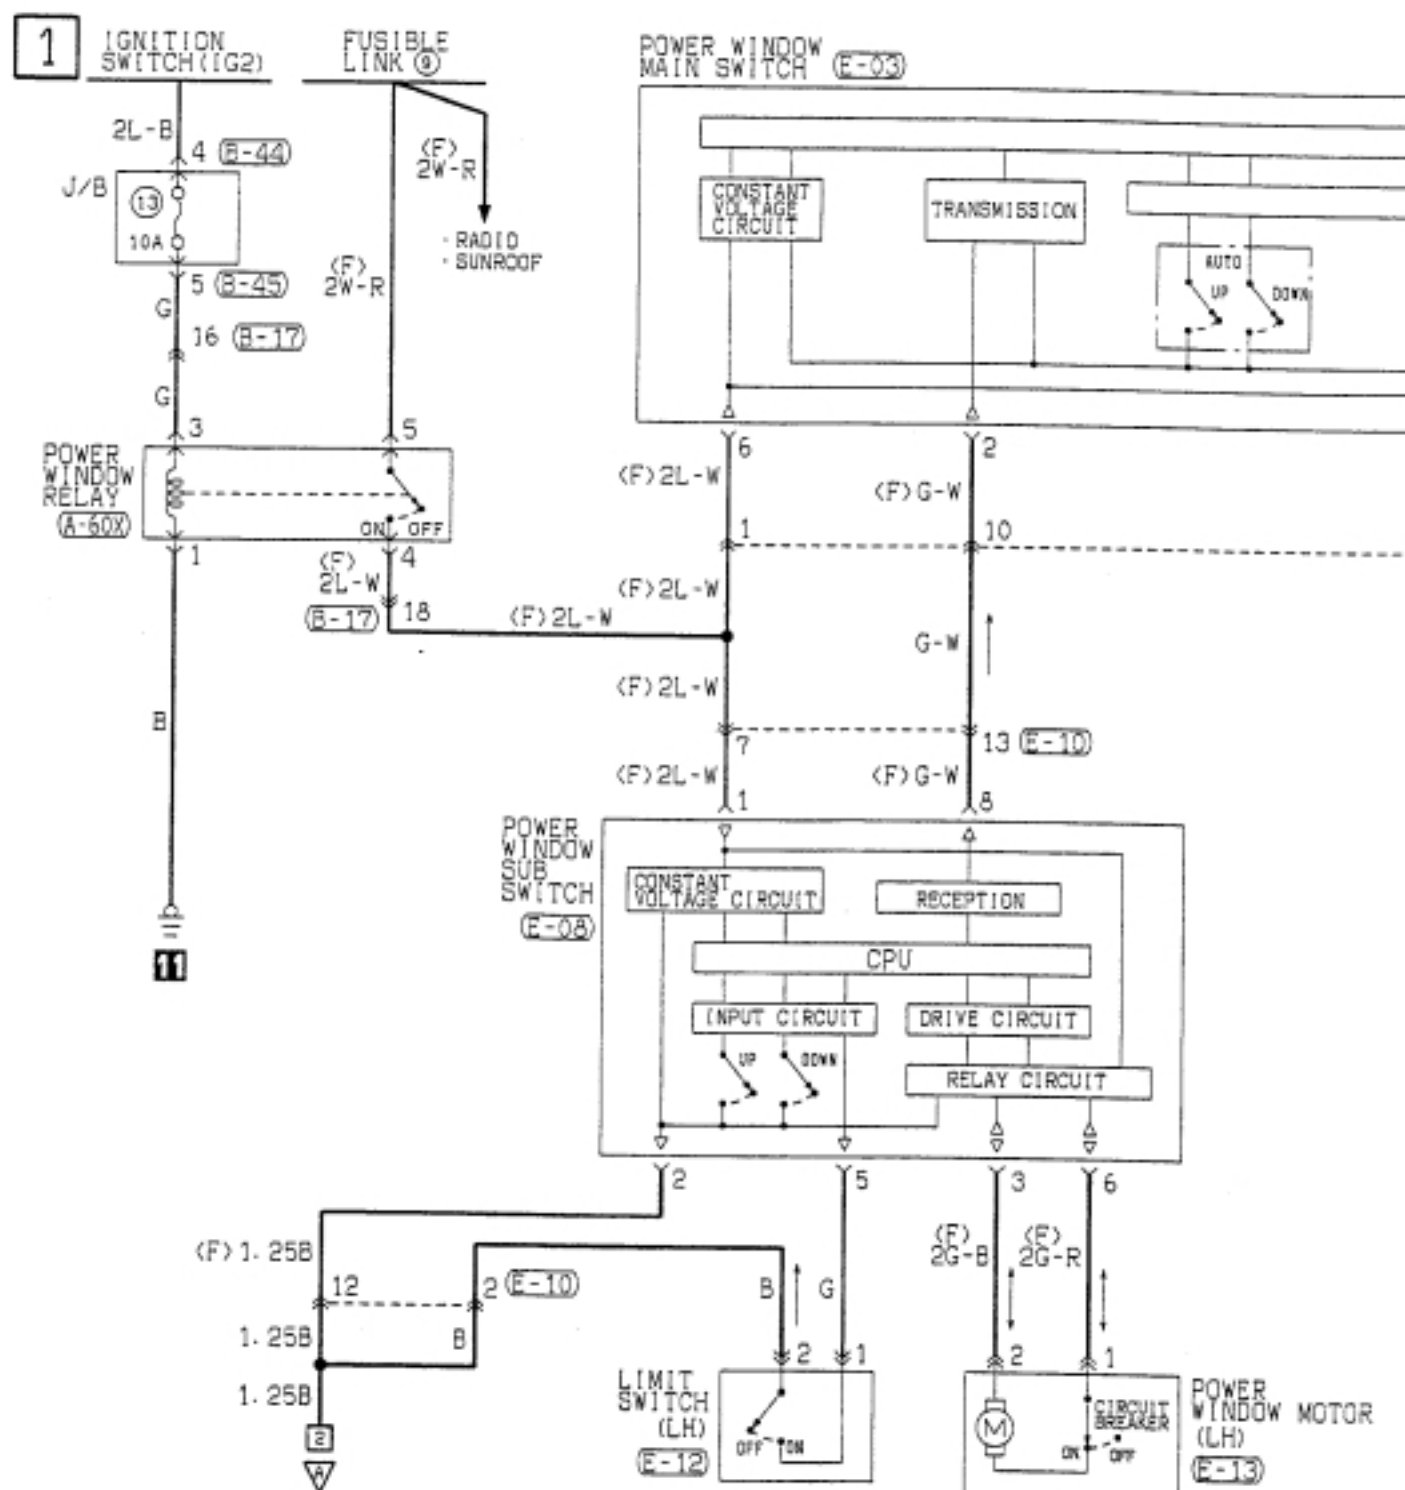 1
IGNITION
SWITCH(IG2)
FUSIBLE
LINK 9
POWER WINDOW
MAIN SWITCH E-03
2L-B
4 B-44
J/B
13
10A
5 B-45
G
16 B-17
G
3
(F)
2W-R
(F)
2W-R
· RADIO
· SUNROOF
5
CONSTANT
VOLTAGE
CIRCUIT
TRANSMISSION
AUTO
UP
DOWN
POWER
WINDOW
RELAY
A-60X
ON OFF
1
4
(F)
2L-W
B-17
18
(F)2L-W
6
(F)2L-W
2
(F)G-W
1
10
(F)2L-W
G-W
(F)2L-W
7
13 E-10
(F)2L-W
(F)G-W
1
8
B
11
POWER
WINDOW
SUB
SWITCH
E-08
CONSTANT
VOLTAGE CIRCUIT
RECEPTION
CPU
INPUT CIRCUIT
DRIVE CIRCUIT
UP
DOWN
RELAY CIRCUIT
2
5
3
6
(F)1.25B
(F)
2G-B
(F)
2G-R
12
2 E-10
B
G
1.25B
B
1.25B
2
A
2
1
2
1
LIMIT
SWITCH
(LH)
E-12
OFF ON
M
CIRCUIT
BREAKER
ON OFF
POWER
WINDOW MOTOR
(LH)
E-13